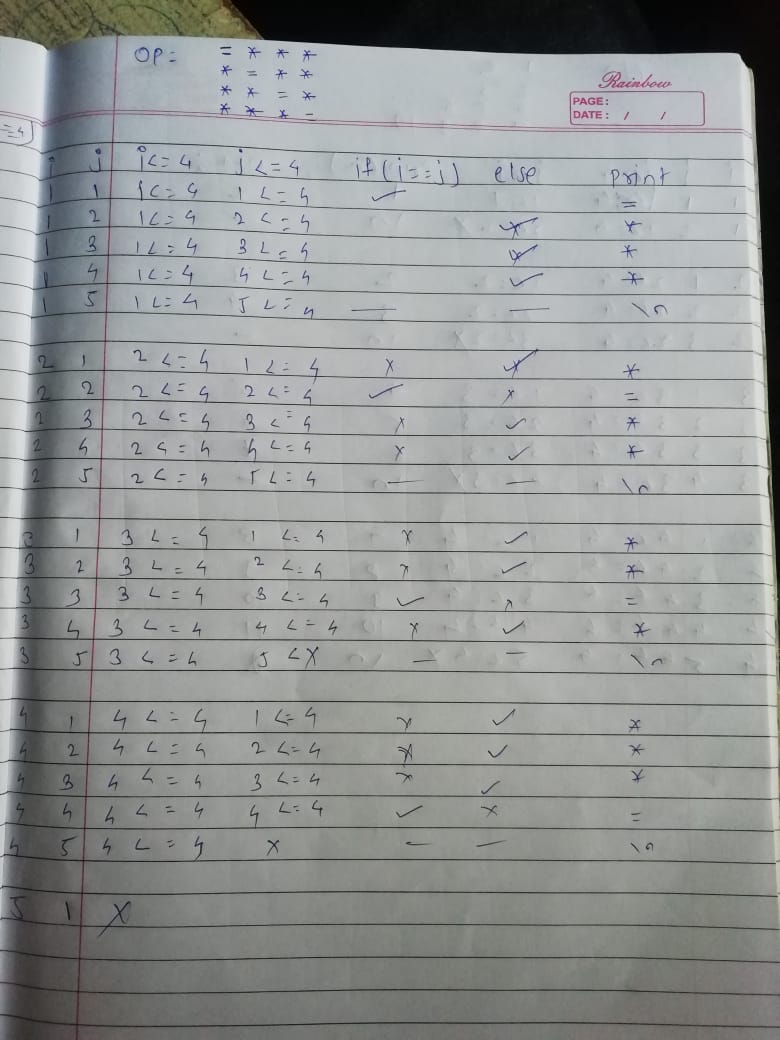 OP:- = * * *
* = * *
* * = *
* * * =
Rainbow
PAGE:
DATE: / /
=4)
i j i<=4 j<=4 if(i==j) else print
1 1 1<=4 1<=4 ✓ =
1 2 1<=4 2<=4 ✓ *
1 3 1<=4 3<=4 ✓ *
1 4 1<=4 4<=4 ✓ *
1 5 1<=4 5<=4 — — \n
2 1 2<=4 1<=4 x ✓ *
2 2 2<=4 2<=4 ✓ x =
2 3 2<=4 3<=4 x ✓ *
2 4 2<=4 4<=4 x ✓ *
2 5 2<=4 5<=4 — — \n
3 1 3<=4 1<=4 x ✓ *
3 2 3<=4 2<=4 x ✓ *
3 3 3<=4 3<=4 ✓ x =
3 4 3<=4 4<=4 x ✓ *
3 5 3<=4 5<x — — \n
4 1 4<=4 1<=4 x ✓ *
4 2 4<=4 2<=4 x ✓ *
4 3 4<=4 3<=4 x ✓ *
4 4 4<=4 4<=4 ✓ x =
4 5 4<=4 x — — \n
5 1 x